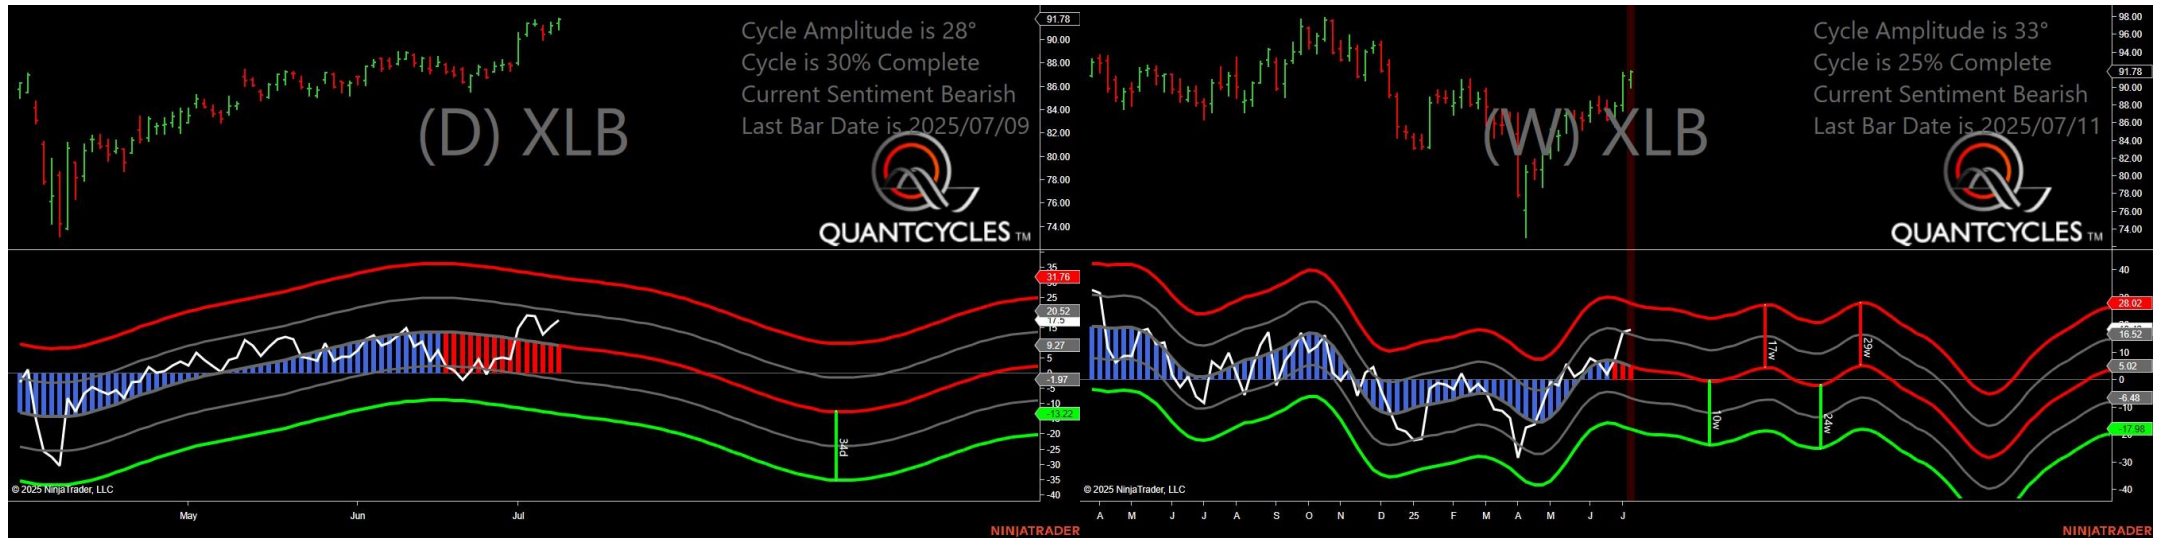 Cycle Amplitude is 28°
Cycle is 30% Complete
Current Sentiment Bearish
Last Bar Date is 2025/07/09
(D) XLB
QUANTCYCLES TM
91.78
90.00
88.00
86.00
84.00
82.00
80.00
78.00
76.00
74.00
35
31.76
25
20.52
17.5
15
9.27
5
0
-1.97
-5
-10
-13.22
-20
-25
-30
-35
-40
34d
© 2025 NinjaTrader, LLC
May
Jun
Jul
NINJATRADER
Cycle Amplitude is 33°
Cycle is 25% Complete
Current Sentiment Bearish
Last Bar Date is 2025/07/11
(W) XLB
QUANTCYCLES TM
98.00
96.00
94.00
91.78
90.00
88.00
86.00
84.00
82.00
80.00
78.00
76.00
74.00
40
28.02
16.52
10
5.02
0
-6.48
-10
-17.98
-30
-40
10w
17w
24w
29w
© 2025 NinjaTrader, LLC
A
M
J
J
A
S
O
N
D
25
F
M
A
M
J
J
NINJATRADER